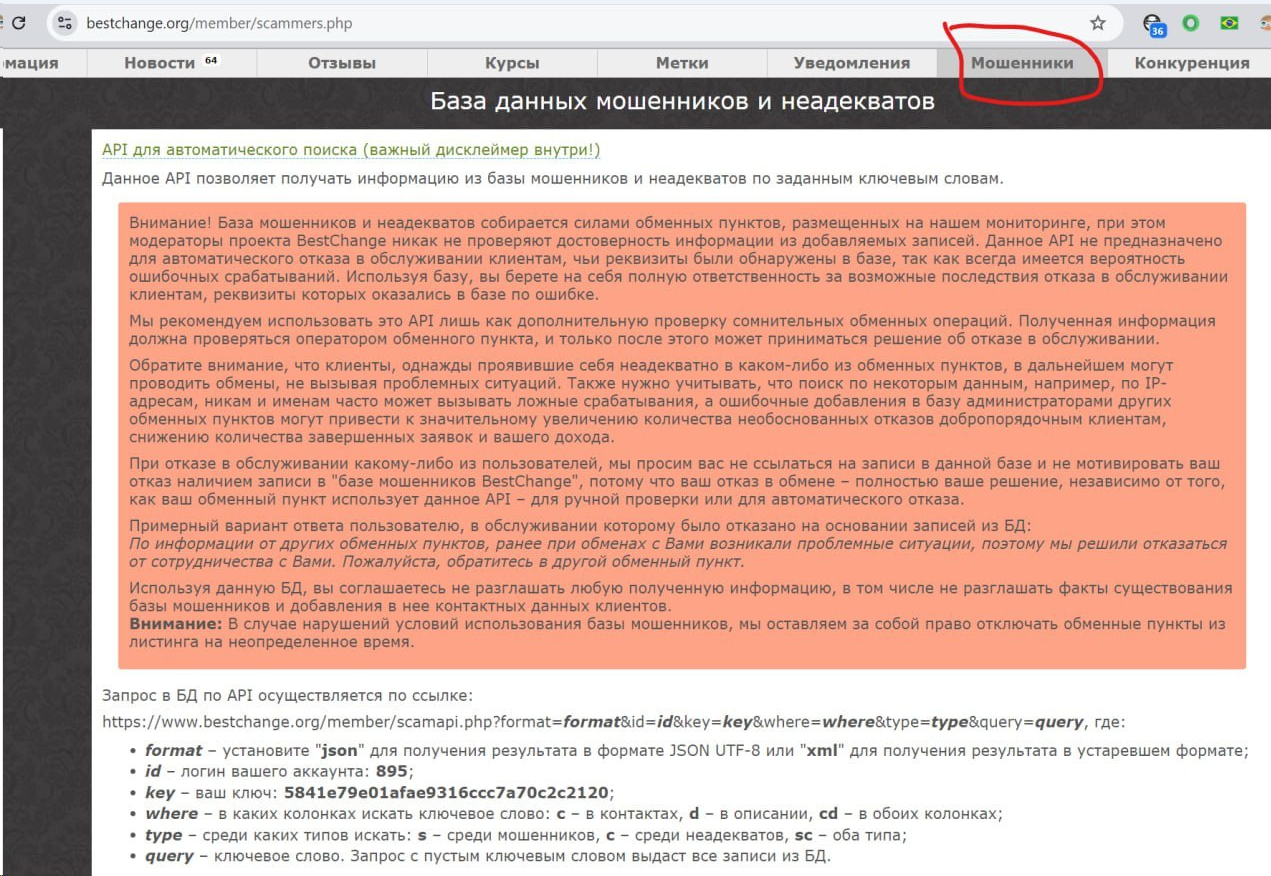 bestchange.org/member/scammers.php
36
мация Новости 64 Отзывы Курсы Метки Уведомления Мошенники Конкуренция
База данных мошенников и неадекватов
API для автоматического поиска (важный дисклеймер внутри!)
Данное API позволяет получать информацию из базы мошенников и неадекватов по заданным ключевым словам.
Внимание! База мошенников и неадекватов собирается силами обменных пунктов, размещенных на нашем мониторинге, при этом
модераторы проекта BestChange никак не проверяют достоверность информации из добавляемых записей. Данное API не предназначено
для автоматического отказа в обслуживании клиентам, чьи реквизиты были обнаружены в базе, так как всегда имеется вероятность
ошибочных срабатываний. Используя базу, вы берете на себя полную ответственность за возможные последствия отказа в обслуживании
клиентам, реквизиты которых оказались в базе по ошибке.
Мы рекомендуем использовать это API лишь как дополнительную проверку сомнительных обменных операций. Полученная информация
должна проверяться оператором обменного пункта, и только после этого может приниматься решение об отказе в обслуживании.
Обратите внимание, что клиенты, однажды проявившие себя неадекватно в каком-либо из обменных пунктов, в дальнейшем могут
проводить обмены, не вызывая проблемных ситуаций. Также нужно учитывать, что поиск по некоторым данным, например, по IP-
адресам, никам и именам часто может вызывать ложные срабатывания, а ошибочные добавления в базу администраторами других
обменных пунктов могут привести к значительному увеличению количества необоснованных отказов добропорядочным клиентам,
снижению количества завершенных заявок и вашего дохода.
При отказе в обслуживании какому-либо из пользователей, мы просим вас не ссылаться на записи в данной базе и не мотивировать ваш
отказ наличием записи в "базе мошенников BestChange", потому что ваш отказ в обмене – полностью ваше решение, независимо от того,
как ваш обменный пункт использует данное API – для ручной проверки или для автоматического отказа.
Примерный вариант ответа пользователю, в обслуживании которому было отказано на основании записей из БД:
По информации от других обменных пунктов, ранее при обменах с Вами возникали проблемные ситуации, поэтому мы решили отказаться
от сотрудничества с Вами. Пожалуйста, обратитесь в другой обменный пункт.
Используя данную БД, вы соглашаетесь не разглашать любую полученную информацию, в том числе не разглашать факты существования
базы мошенников и добавления в нее контактных данных клиентов.
Внимание: В случае нарушений условий использования базы мошенников, мы оставляем за собой право отключать обменные пункты из
листинга на неопределенное время.
Запрос в БД по API осуществляется по ссылке:
https://www.bestchange.org/member/scamapi.php?format=format&id=id&key=key&where=where&type=type&query=query, где:
• format – установите "json" для получения результата в формате JSON UTF-8 или "xml" для получения результата в устаревшем формате;
• id – логин вашего аккаунта: 895;
• key – ваш ключ: 5841e79e01afae9316ccc7a70c2c2120;
• where – в каких колонках искать ключевое слово: c – в контактах, d – в описании, cd – в обоих колонках;
• type – среди каких типов искать: s – среди мошенников, c – среди неадекватов, sc – оба типа;
• query – ключевое слово. Запрос с пустым ключевым словом выдаст все записи из БД.